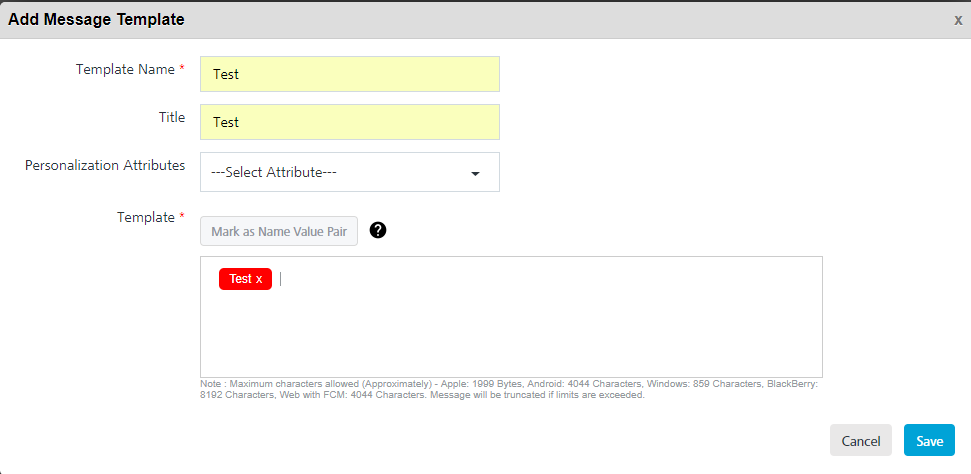 Add Message Template x
Template Name * Test
Title Test
Personalization Attributes ---Select Attribute---
Template * Mark as Name Value Pair ?
Test x
Note : Maximum characters allowed (Approximately) - Apple: 1999 Bytes, Android: 4044 Characters, Windows: 859 Characters, BlackBerry:
8192 Characters, Web with FCM: 4044 Characters. Message will be truncated if limits are exceeded.
Cancel Save